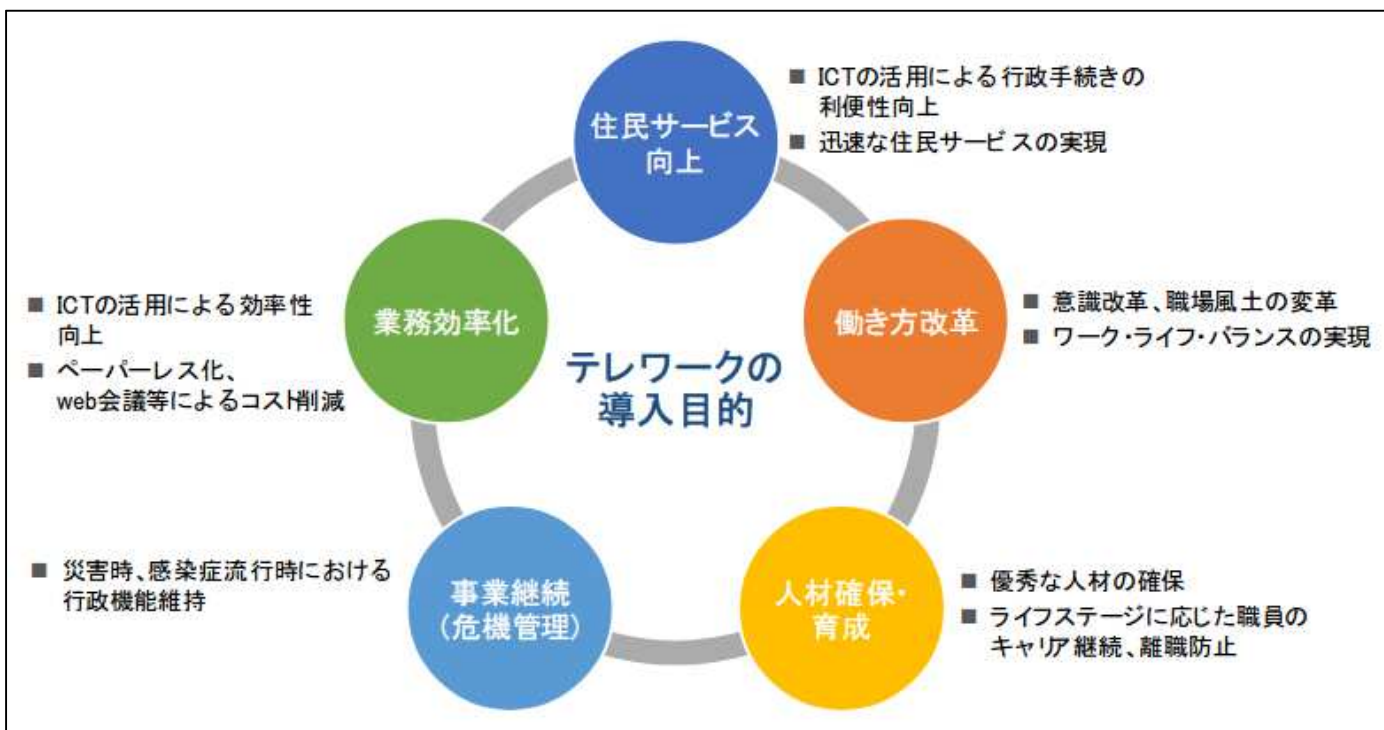 住民サービス
向上
■ ICTの活用による行政手続きの
利便性向上
■ 迅速な住民サービスの実現
業務効率化
■ ICTの活用による効率性
向上
■ ペーパーレス化、
web会議等によるコスト削減
テレワークの
導入目的
働き方改革
■ 意識改革、職場風土の変革
■ ワーク・ライフ・バランスの実現
■ 災害時、感染症流行時における
行政機能維持
事業継続
(危機管理)
人材確保・
育成
■ 優秀な人材の確保
■ ライフステージに応じた職員の
キャリア継続、離職防止